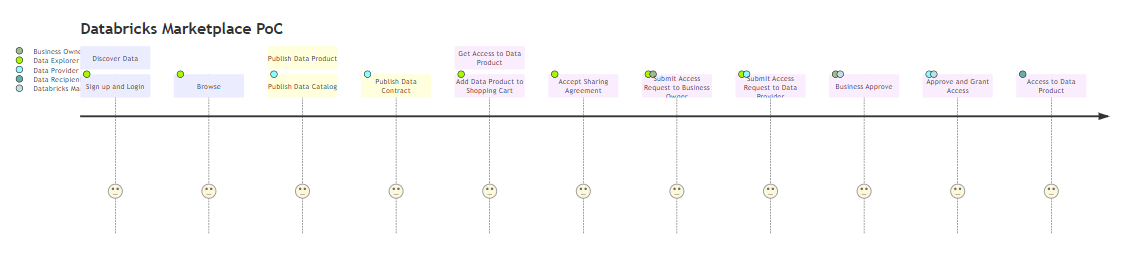 Databricks Marketplace PoC
Business Owne
Data Explorer
Data Provider
Data Recipien
Databricks Ma
Discover Data
Publish Data Product
Get Access to Data
Product
Sign up and Login
Browse
Publish Data Catalog
Publish Data
Contract
Add Data Product to
Shopping Cart
Accept Sharing
Agreement
Submit Access
Request to Business
Owner
Submit Access
Request to Data
Provider
Business Approve
Approve and Grant
Access
Access to Data
Product